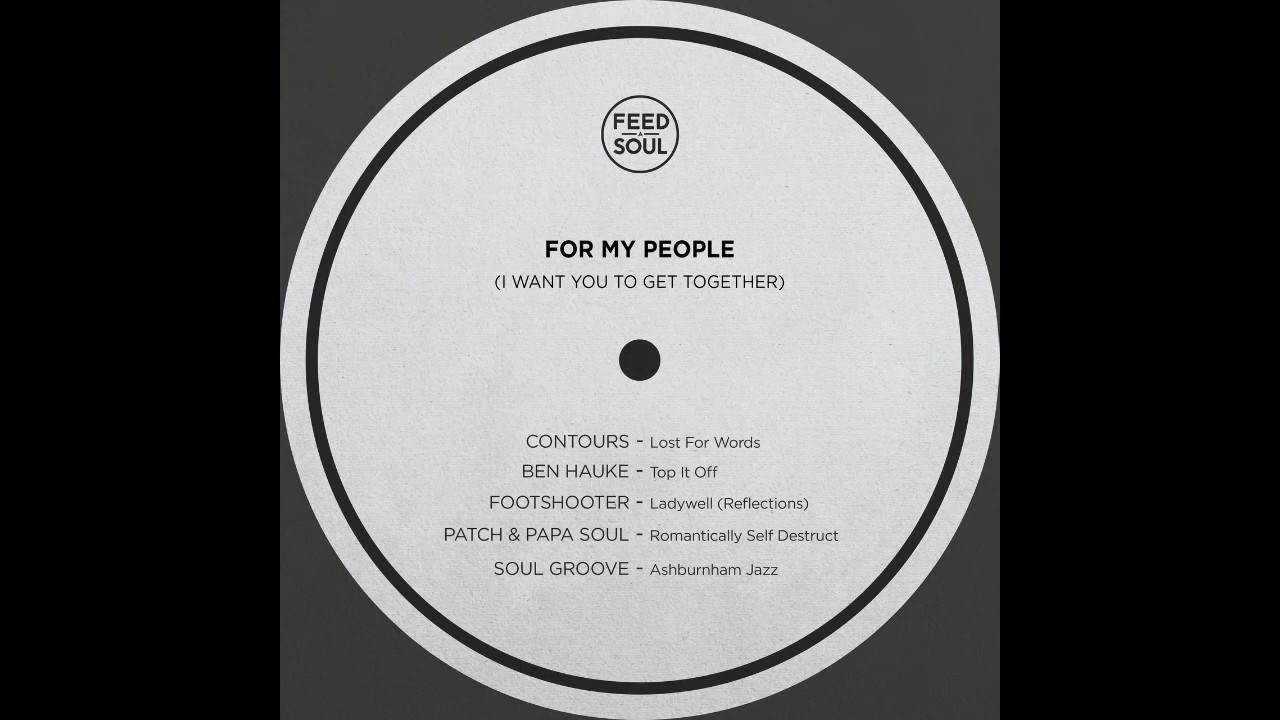 FEED
A
SOUL
FOR MY PEOPLE
(I WANT YOU TO GET TOGETHER)
CONTOURS - Lost For Words
BEN HAUKE - Top It Off
FOOTSHOOTER - Ladywell (Reflections)
PATCH & PAPA SOUL - Romantically Self Destruct
SOUL GROOVE - Ashburnham Jazz